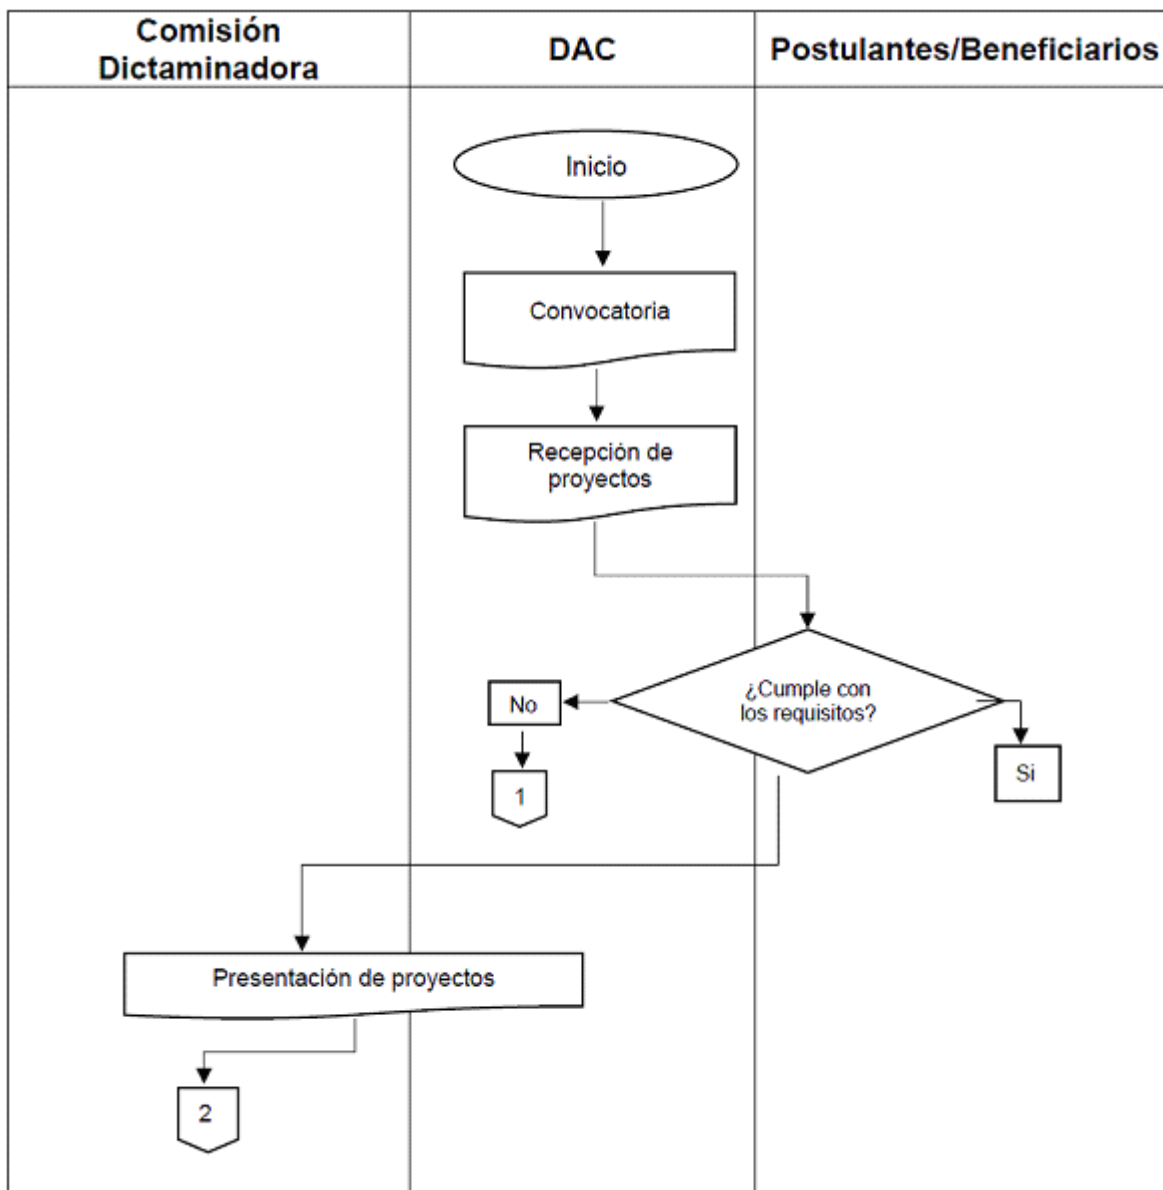 Comisión
Dictaminadora
DAC
Postulantes/Beneficiarios
Inicio
Convocatoria
Recepción de
proyectos
¿Cumple con
los requisitos?
No
Si
1
Presentación de proyectos
2